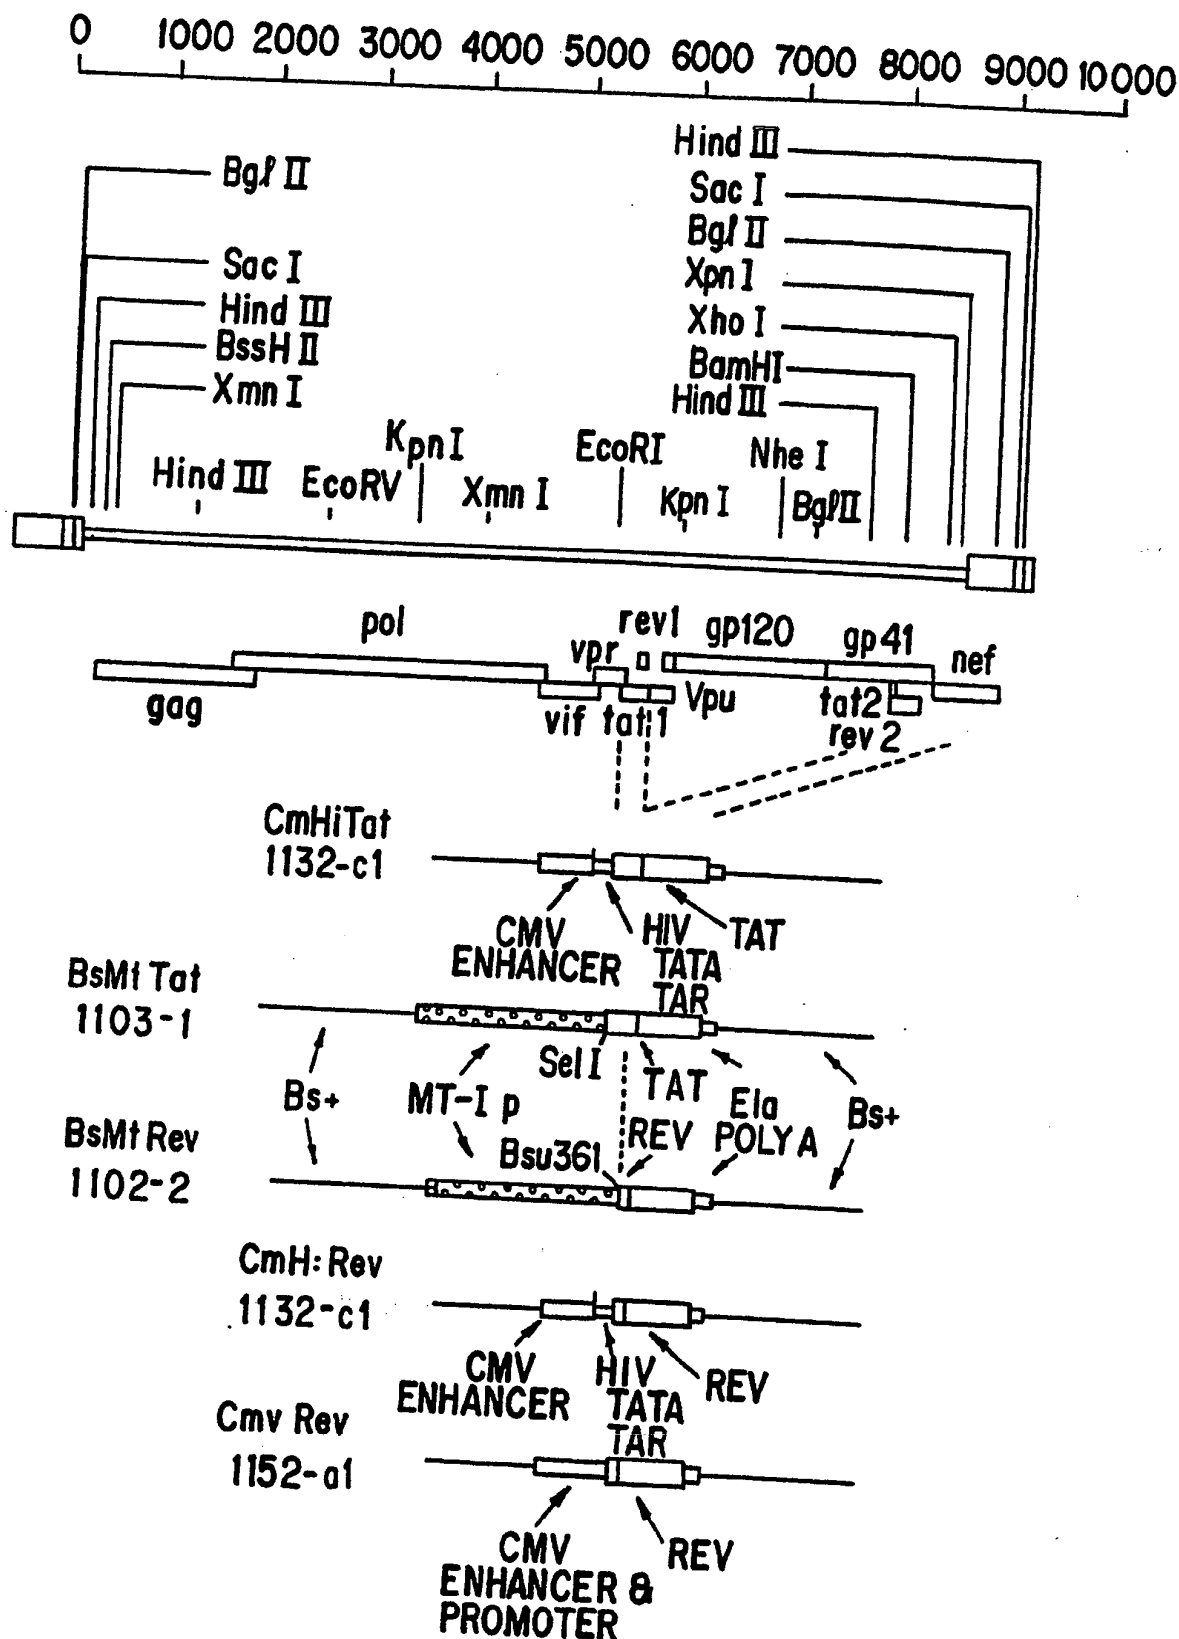 0 1000 2000 3000 4000 5000 6000 7000 8000 9000 10000
Bgl II
Sac I
Hind III
BssH II
Xmn I
Hind III
Sac I
Bgl II
Xpn I
Xho I
BamHI
Hind III
Hind III
EcoRV
Kpn I
Xmn I
EcoRI
Kpn I
Nhe I
BglII
pol
rev1
gp120
gp41
vpr
nef
gag
vif
tat1
Vpu
tat2
rev 2
CmHiTat
1132-c1
CMV
ENHANCER
HIV
TATA
TAR
TAT
BsMt Tat
1103-1
Sel I
TAT
Bs+
MT-I p
Ela
POLY A
Bs+
BsMt Rev
1102-2
Bsu361
REV
CmH: Rev
1132-c1
CMV
ENHANCER
HIV
TATA
TAR
REV
Cmv Rev
1152-a1
CMV
ENHANCER &
PROMOTER
REV